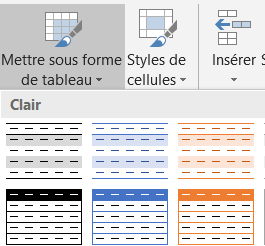 Mettre sous forme
de tableau
Styles de
cellules
Insérer
Clair